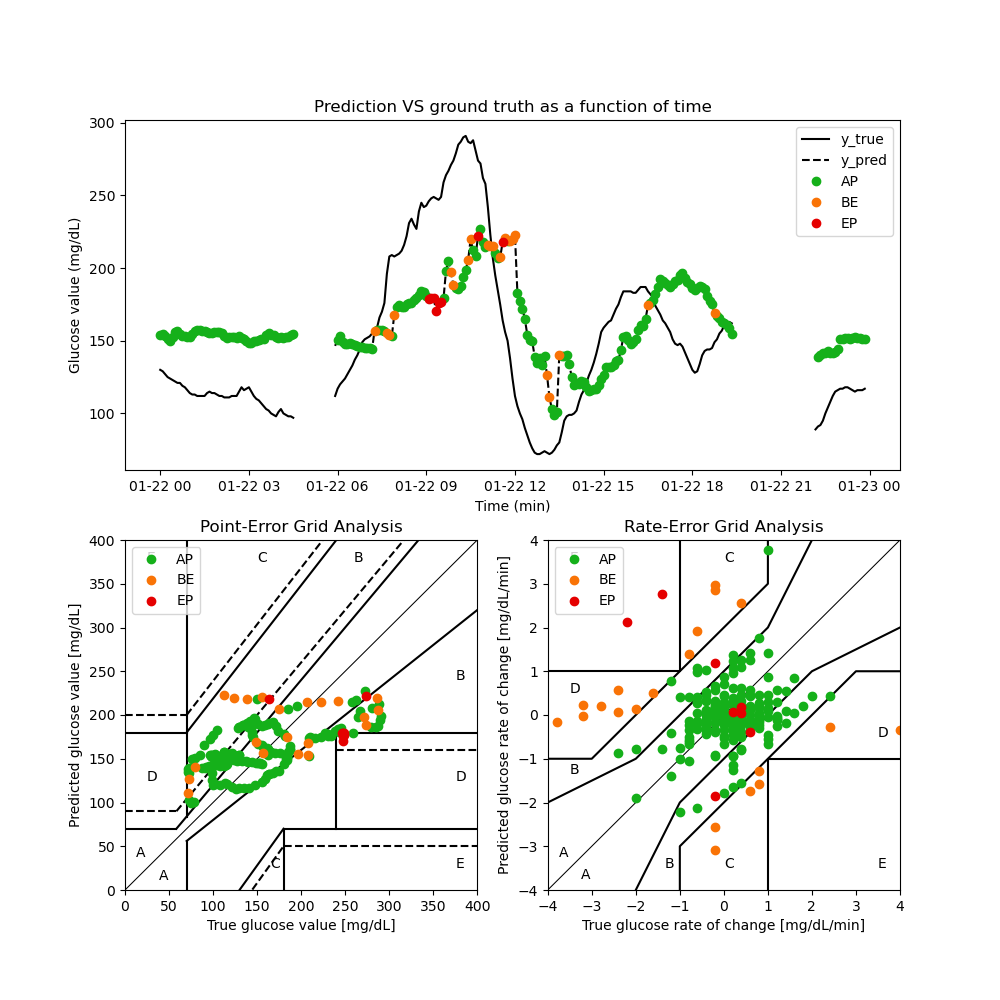 Prediction VS ground truth as a function of time
300
250
200
150
100
Glucose value (mg/dL)
y_true
y_pred
AP
BE
EP
01-22 00 01-22 03 01-22 06 01-22 09 01-22 12 01-22 15 01-22 18 01-22 21 01-23 00
Time (min)
Point-Error Grid Analysis
400
350
300
250
200
150
100
50
0
Predicted glucose value [mg/dL]
AP
BE
EP
C B
B
D D
A
A C E
0 50 100 150 200 250 300 350 400
True glucose value [mg/dL]
Rate-Error Grid Analysis
4
3
2
1
0
−1
−2
−3
−4
Predicted glucose rate of change [mg/dL/min]
AP
BE
EP
C
D
D
B
A
A B C E
−4 −3 −2 −1 0 1 2 3 4
True glucose rate of change [mg/dL/min]